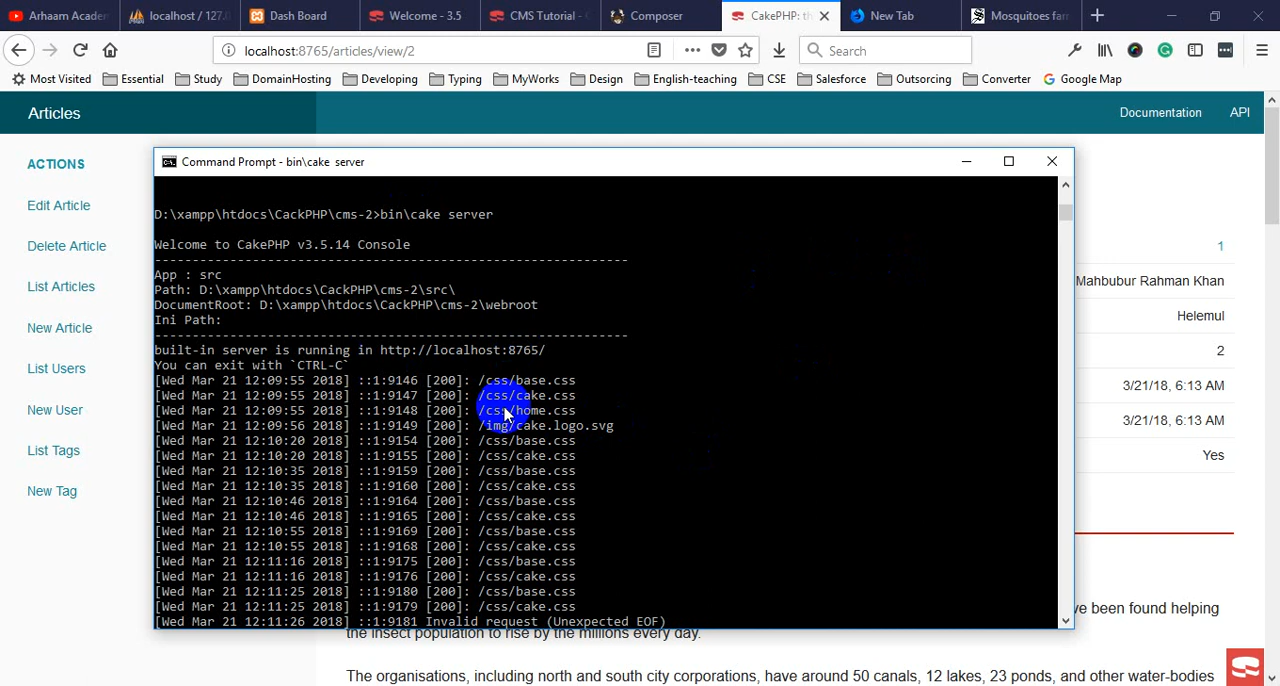 Arhaam Acade
localhost / 127.
Dash Board
Welcome - 3.5
CMS Tutorial -
Composer
CakePHP: th
New Tab
Mosquitoes fam
localhost:8765/articles/view/2
Search
Most Visited
Essential
Study
DomainHosting
Developing
Typing
MyWorks
Design
English-teaching
CSE
Salesforce
Outsorcing
Converter
Google Map
Articles
Documentation
API
ACTIONS
Edit Article
Delete Article
List Articles
New Article
List Users
New User
List Tags
New Tag
Command Prompt - bin\cake server
D:\xampp\htdocs\CackPHP\cms-2>bin\cake server
Welcome to CakePHP v3.5.14 Console
---------------------------------------------------------------
App : src
Path: D:\xampp\htdocs\CackPHP\cms-2\src\
DocumentRoot: D:\xampp\htdocs\CackPHP\cms-2\webroot
Ini Path:
---------------------------------------------------------------
built-in server is running in http://localhost:8765/
You can exit with `CTRL-C`
[Wed Mar 21 12:09:55 2018] ::1:9146 [200]: /css/base.css
[Wed Mar 21 12:09:55 2018] ::1:9147 [200]: /css/cake.css
[Wed Mar 21 12:09:55 2018] ::1:9148 [200]: /css/home.css
[Wed Mar 21 12:09:56 2018] ::1:9149 [200]: /img/cake.logo.svg
[Wed Mar 21 12:10:20 2018] ::1:9154 [200]: /css/base.css
[Wed Mar 21 12:10:20 2018] ::1:9155 [200]: /css/cake.css
[Wed Mar 21 12:10:35 2018] ::1:9159 [200]: /css/base.css
[Wed Mar 21 12:10:35 2018] ::1:9160 [200]: /css/cake.css
[Wed Mar 21 12:10:46 2018] ::1:9164 [200]: /css/base.css
[Wed Mar 21 12:10:46 2018] ::1:9165 [200]: /css/cake.css
[Wed Mar 21 12:10:55 2018] ::1:9169 [200]: /css/base.css
[Wed Mar 21 12:10:55 2018] ::1:9168 [200]: /css/cake.css
[Wed Mar 21 12:11:16 2018] ::1:9175 [200]: /css/base.css
[Wed Mar 21 12:11:16 2018] ::1:9176 [200]: /css/cake.css
[Wed Mar 21 12:11:25 2018] ::1:9180 [200]: /css/base.css
[Wed Mar 21 12:11:25 2018] ::1:9179 [200]: /css/cake.css
[Wed Mar 21 12:11:26 2018] ::1:9181 Invalid request (Unexpected EOF)
1
Mahbubur Rahman Khan
Helemul
2
3/21/18, 6:13 AM
3/21/18, 6:13 AM
Yes
ve been found helping
the insect population to rise by the millions every day.
The organisations, including north and south city corporations, have around 50 canals, 12 lakes, 23 ponds, and other water-bodies